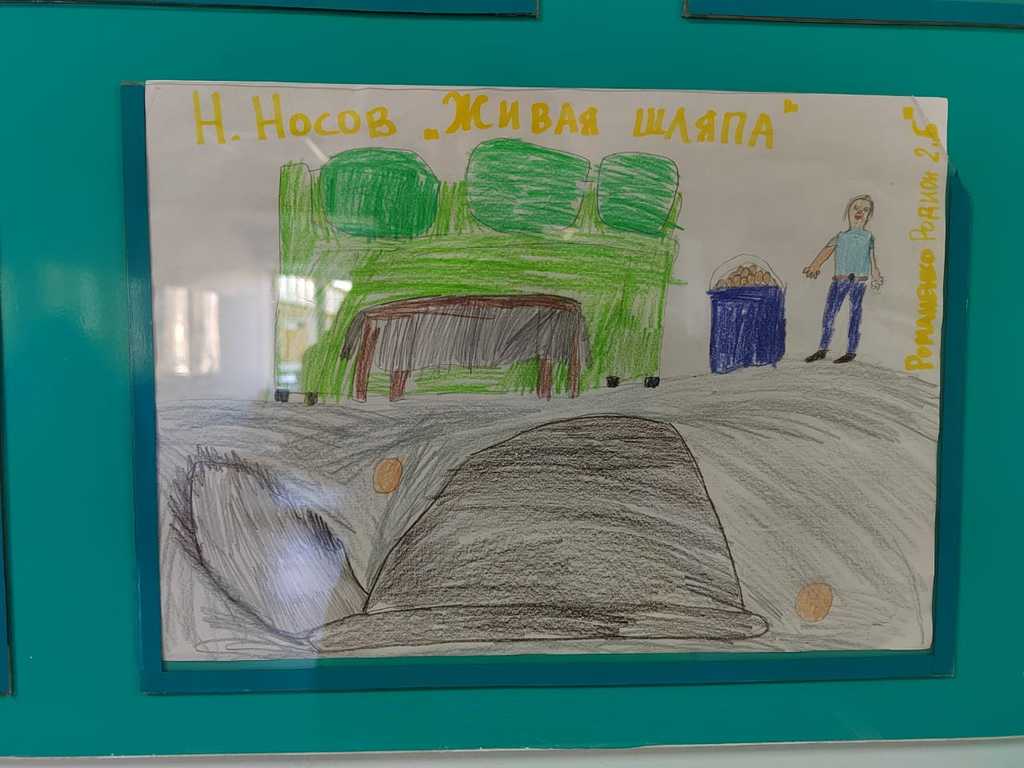 Н. Носов „Живая шляпа"
Романенко Родион 2„Б"